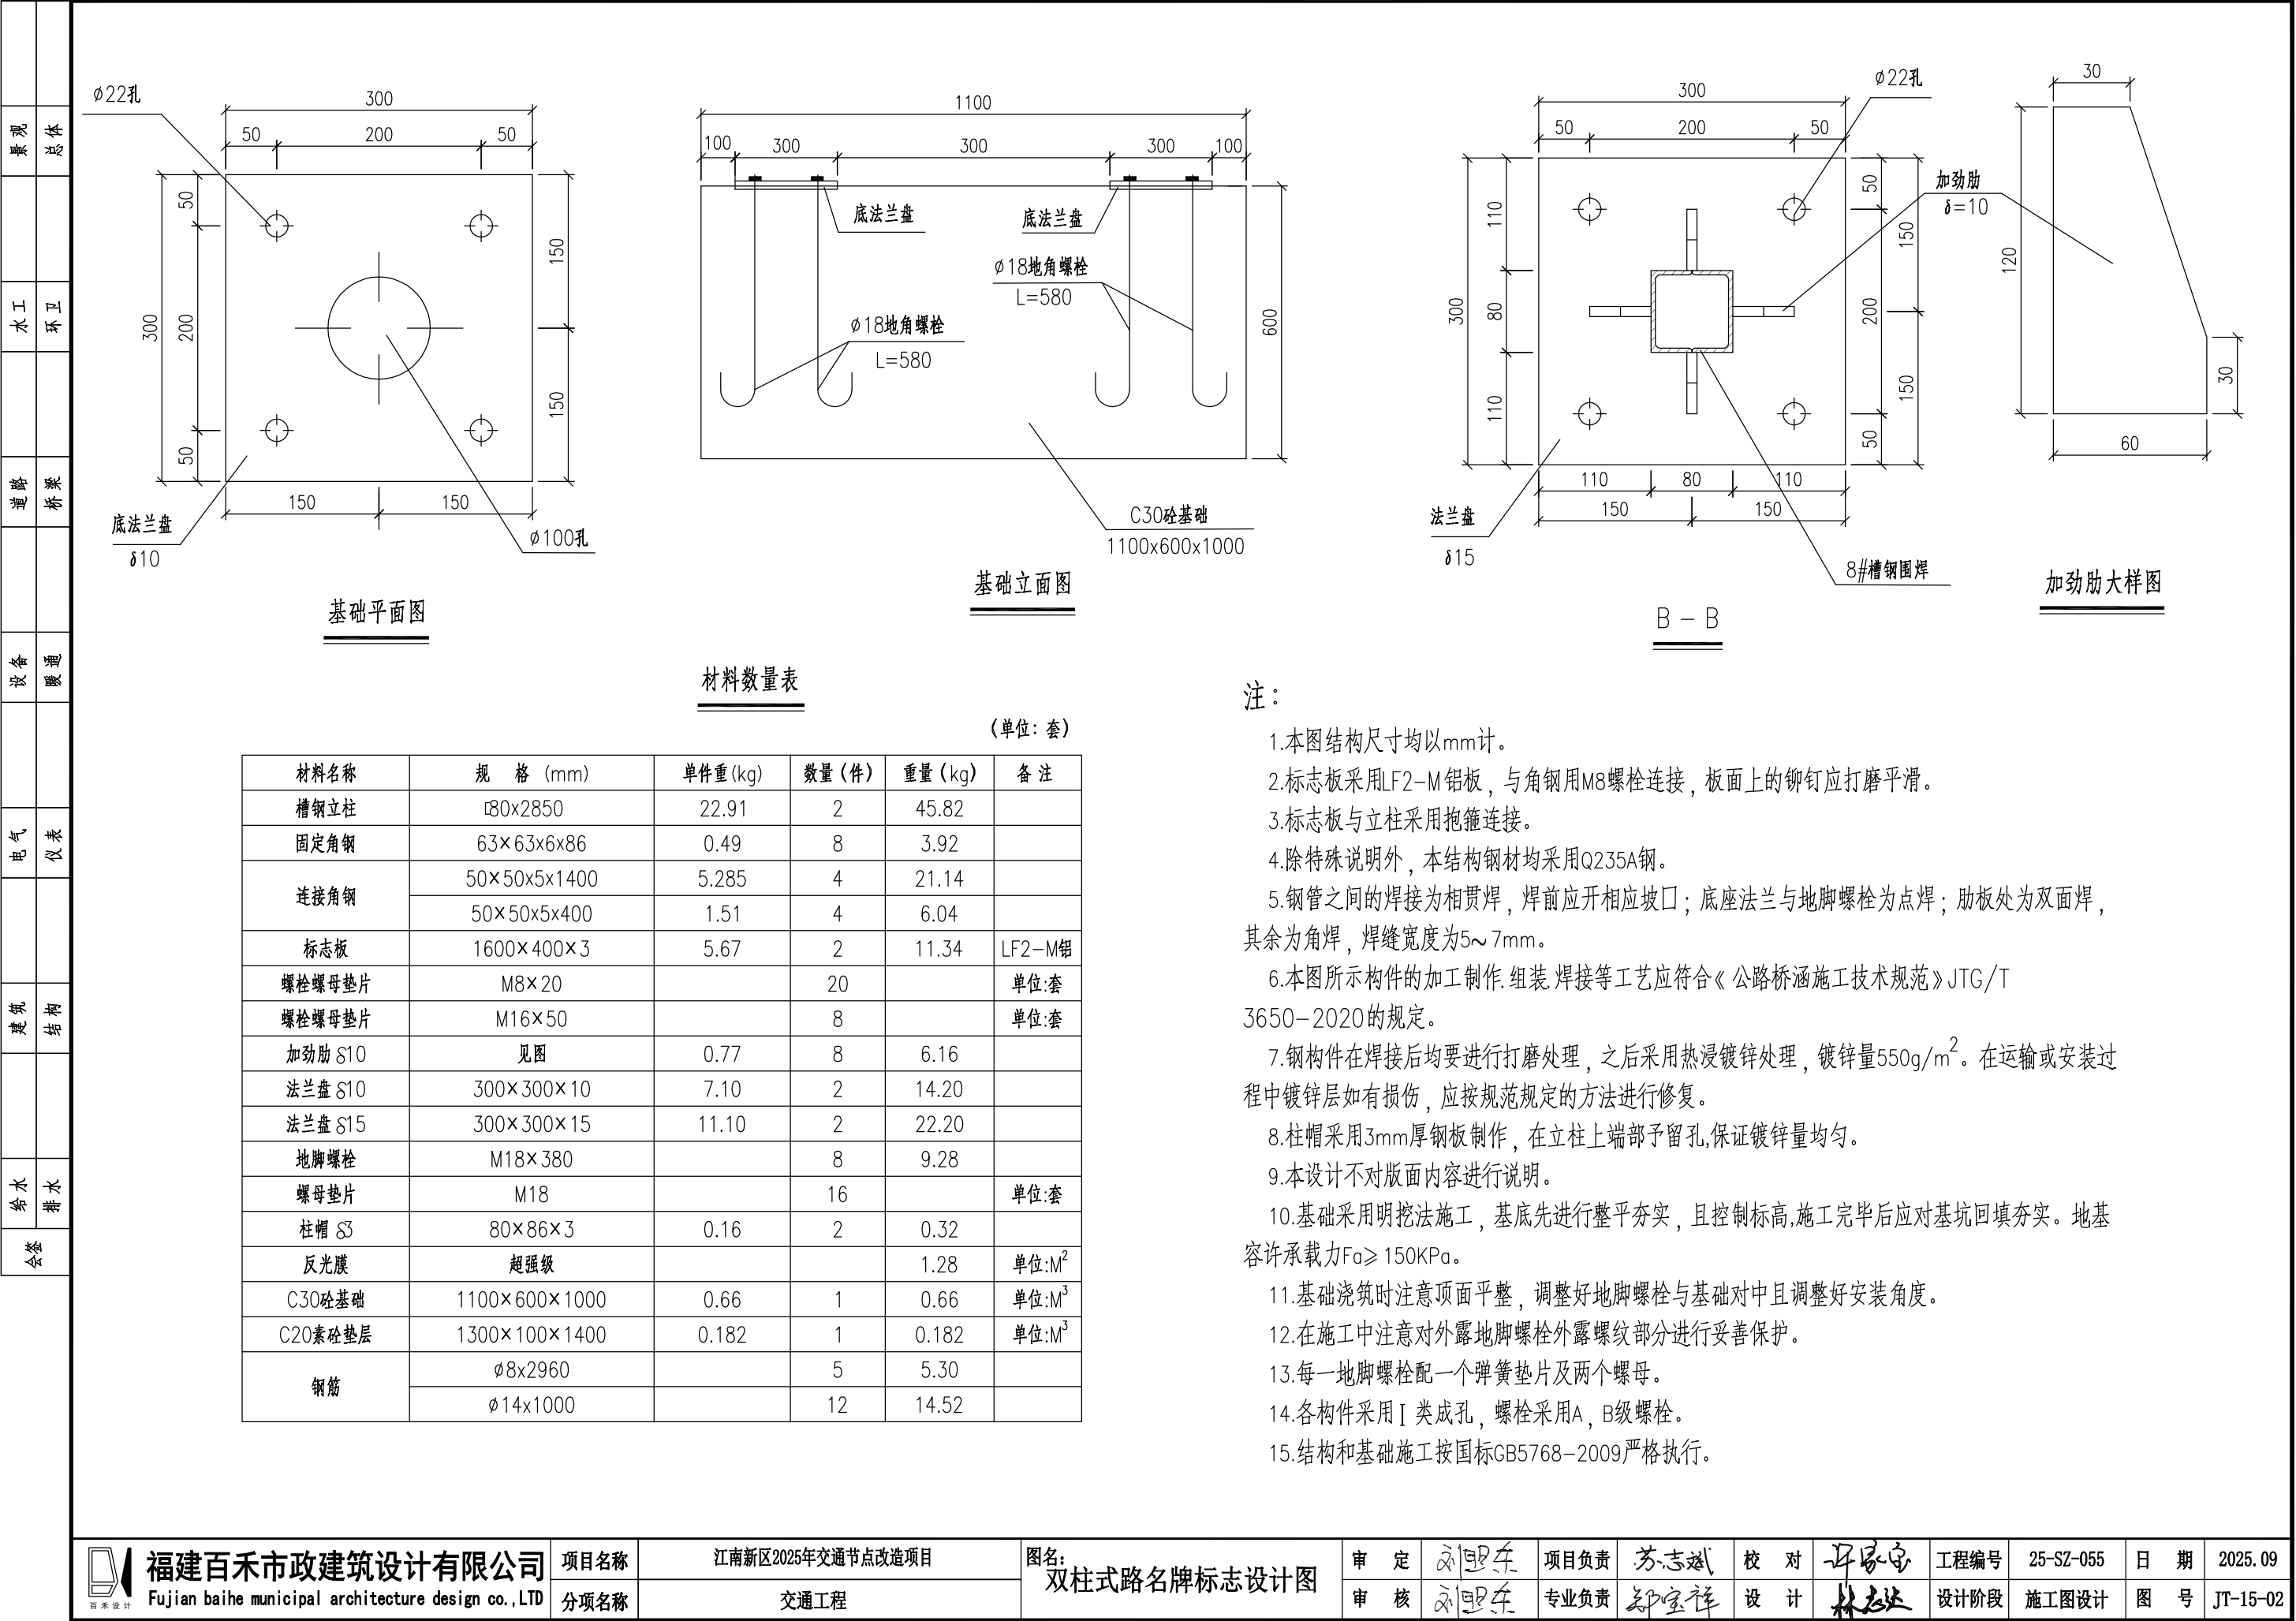 景观
总体
水工
环卫
道路
桥梁
设备
暖通
电气
仪表
建筑
结构
给水
排水
会签
ϕ22孔
300
50
200
50
300
50
200
50
150
150
150
150
底法兰盘
δ10
ϕ100孔
基础平面图
1100
100
300
300
300
100
底法兰盘
底法兰盘
ϕ18地角螺栓
L=580
ϕ18地角螺栓
L=580
600
C30砼基础
1100x600x1000
基础立面图
ϕ22孔
300
50
200
50
300
110
80
110
50
200
50
150
150
110
80
110
150
150
加劲肋
δ=10
法兰盘
δ15
8#槽钢围焊
B – B
30
120
30
60
加劲肋大样图
材料数量表
(单位: 套)
材料名称 规 格 (mm) 单件重(kg) 数量(件) 重量(kg) 备注
槽钢立柱 □80x2850 22.91 2 45.82
固定角钢 63×63x6x86 0.49 8 3.92
连接角钢 50×50x5x1400 5.285 4 21.14
50×50x5x400 1.51 4 6.04
标志板 1600×400×3 5.67 2 11.34 LF2-M铝
螺栓螺母垫片 M8×20 20 单位:套
螺栓螺母垫片 M16×50 8 单位:套
加劲肋 δ10 见图 0.77 8 6.16
法兰盘 δ10 300×300×10 7.10 2 14.20
法兰盘 δ15 300×300×15 11.10 2 22.20
地脚螺栓 M18×380 8 9.28
螺母垫片 M18 16 单位:套
柱帽 δ3 80×86×3 0.16 2 0.32
反光膜 超强级 1.28 单位:M²
C30砼基础 1100×600×1000 0.66 1 0.66 单位:M³
C20素砼垫层 1300×100×1400 0.182 1 0.182 单位:M³
钢筋 ϕ8x2960 5 5.30
ϕ14x1000 12 14.52
注:
1.本图结构尺寸均以mm计。
2.标志板采用LF2-M铝板, 与角钢用M8螺栓连接, 板面上的铆钉应打磨平滑。
3.标志板与立柱采用抱箍连接。
4.除特殊说明外, 本结构钢材均采用Q235A钢。
5.钢管之间的焊接为相贯焊, 焊前应开相应坡口; 底座法兰与地脚螺栓为点焊; 肋板处为双面焊,
其余为角焊, 焊缝宽度为5~7mm。
6.本图所示构件的加工制作.组装.焊接等工艺应符合《公路桥涵施工技术规范》JTG/T
3650-2020的规定。
7.钢构件在焊接后均要进行打磨处理, 之后采用热浸镀锌处理, 镀锌量550g/m²。在运输或安装过
程中镀锌层如有损伤, 应按规范规定的方法进行修复。
8.柱帽采用3mm厚钢板制作, 在立柱上端部予留孔,保证镀锌量均匀。
9.本设计不对版面内容进行说明。
10.基础采用明挖法施工, 基底先进行整平夯实, 且控制标高,施工完毕后应对基坑回填夯实。地基
容许承载力Fa≥150KPa。
11.基础浇筑时注意顶面平整, 调整好地脚螺栓与基础对中且调整好安装角度。
12.在施工中注意对外露地脚螺栓外露螺纹部分进行妥善保护。
13.每一地脚螺栓配一个弹簧垫片及两个螺母。
14.各构件采用Ⅰ类成孔, 螺栓采用A, B级螺栓。
15.结构和基础施工按国标GB5768-2009严格执行。
百禾设计
福建百禾市政建筑设计有限公司
Fujian baihe municipal architecture design co.,LTD
项目名称 江南新区2025年交通节点改造项目
分项名称 交通工程
图名:
双柱式路名牌标志设计图
审 定 刘盟东 项目负责 苏志斌 校 对 工程编号 25-SZ-055 日 期 2025.09
审 核 刘盟东 专业负责 郑宝祥 设 计 林志达 设计阶段 施工图设计 图 号 JT-15-02